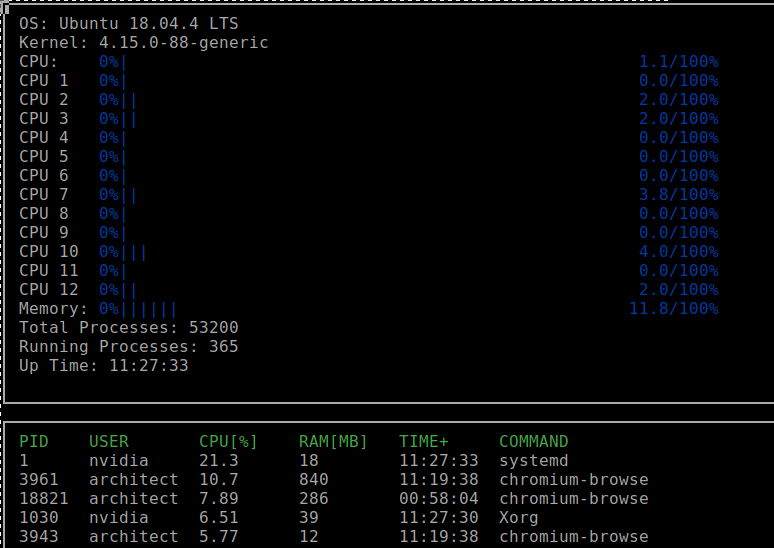 OS: Ubuntu 18.04.4 LTS
Kernel: 4.15.0-88-generic
CPU: 0%| 1.1/100%
CPU 1 0%| 0.0/100%
CPU 2 0%|| 2.0/100%
CPU 3 0%|| 2.0/100%
CPU 4 0%| 0.0/100%
CPU 5 0%| 0.0/100%
CPU 6 0%| 0.0/100%
CPU 7 0%|| 3.8/100%
CPU 8 0%| 0.0/100%
CPU 9 0%| 0.0/100%
CPU 10 0%||| 4.0/100%
CPU 11 0%| 0.0/100%
CPU 12 0%|| 2.0/100%
Memory: 0%|||||| 11.8/100%
Total Processes: 53200
Running Processes: 365
Up Time: 11:27:33
PID USER CPU[%] RAM[MB] TIME+ COMMAND
1 nvidia 21.3 18 11:27:33 systemd
3961 architect 10.7 840 11:19:38 chromium-browse
18821 architect 7.89 286 00:58:04 chromium-browse
1030 nvidia 6.51 39 11:27:30 Xorg
3943 architect 5.77 12 11:19:38 chromium-browse